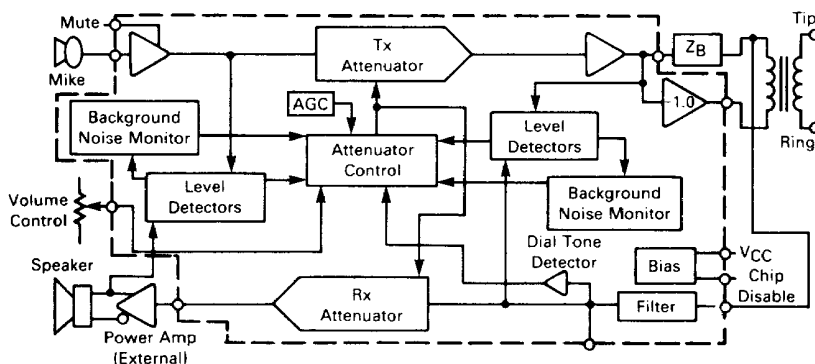 Mute
Mike
Tx
Attenuator
ZB
Tip
Ring
-1.0
AGC
Background
Noise Monitor
Attenuator
Control
Level
Detectors
Level
Detectors
Background
Noise Monitor
Volume
Control
Speaker
Dial Tone
Detector
Bias
VCC
Chip
Disable
Rx
Attenuator
Filter
Power Amp
(External)